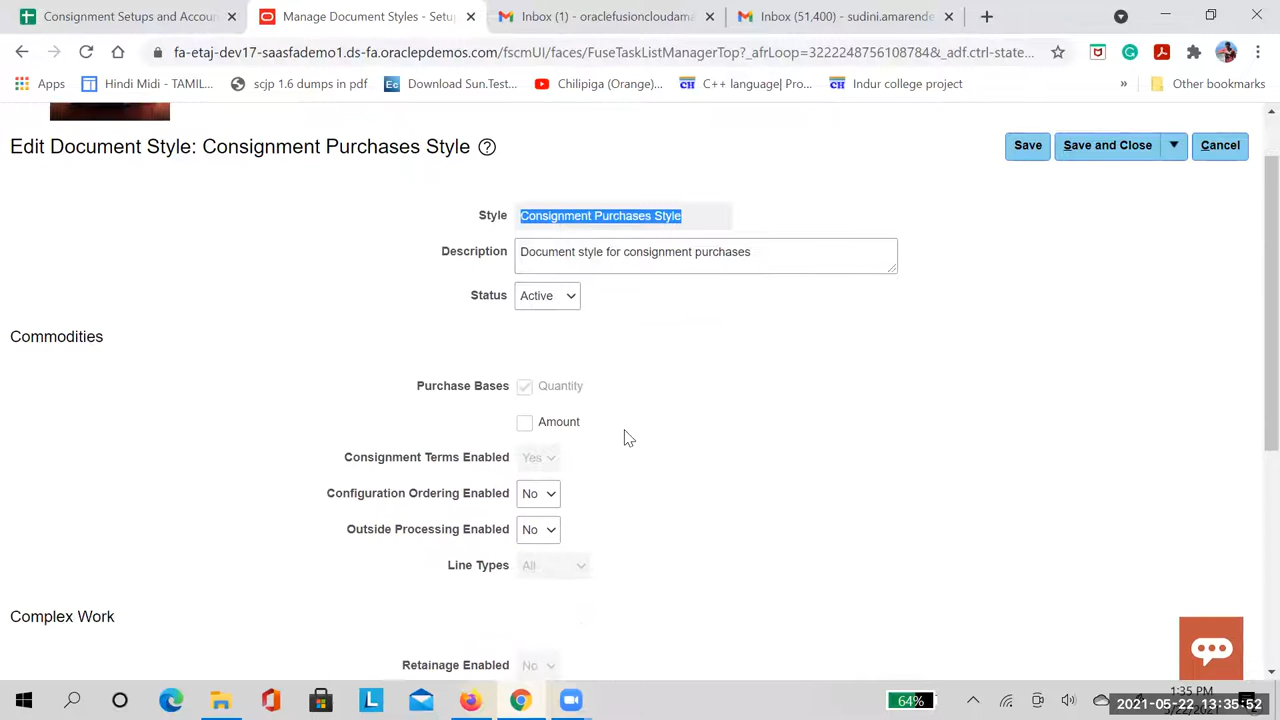 Consignment Setups and Accou
Manage Document Styles - Setu
Inbox (1) - oraclefusioncloudam
Inbox (51,400) - sudini.amarende
fa-etaj-dev17-saasfademo1.ds-fa.oraclepdemos.com/fscmUI/faces/FuseTaskListManagerTop?_afrLoop=3222248756108784&_adf.ctrl-state...
Apps
Hindi Midi - TAMIL...
scjp 1.6 dumps in pdf
Download Sun.Test...
Chilipiga (Orange)...
C++ language| Pro...
Indur college project
»
Other bookmarks
Edit Document Style: Consignment Purchases Style
Save
Save and Close
Cancel
Style Consignment Purchases Style
Description Document style for consignment purchases
Status Active
Commodities
Purchase Bases Quantity
Amount
Consignment Terms Enabled Yes
Configuration Ordering Enabled No
Outside Processing Enabled No
Line Types All
Complex Work
Retainage Enabled No
64%
1:35 PM
2021-05-22 13:35:52